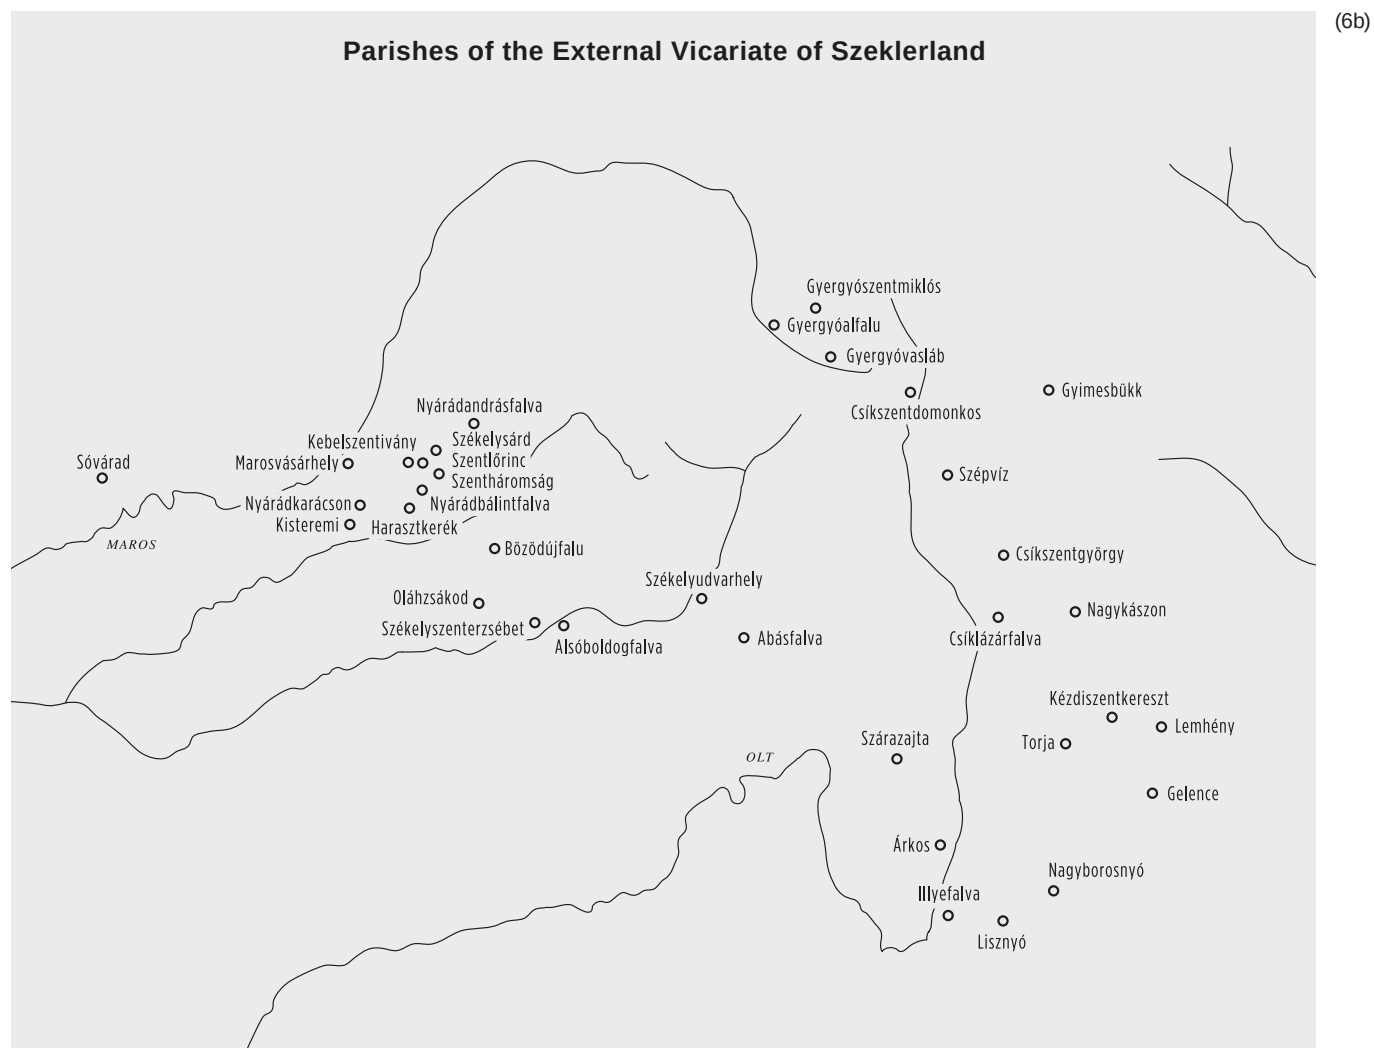 (6b)
Parishes of the External Vicariate of Szeklerland
Gyergyószentmiklós
Gyergyóalfalu
Gyergyóvasláb
Gyimesbükk
Csíkszentdomonkos
Nyárádandrásfalva
Kebelszentivány
Székelysárd
Sóvárad
Marosvásárhely
Szentlőrinc
Szentháromság
Szépvíz
Nyárádkarácson
Nyárádbálintfalva
Kisteremi
Harasztkerék
MAROS
Bözödújfalu
Csíkszentgyörgy
Székelyudvarhely
Oláhzsákod
Nagykászon
Székelyszenterzsébet
Alsóboldogfalva
Abásfalva
Csíklázárfalva
Kézdiszentkereszt
Lemhény
Szárazajta
Torja
OLT
Gelence
Árkos
Nagyborosnyó
Illyefalva
Lisznyó